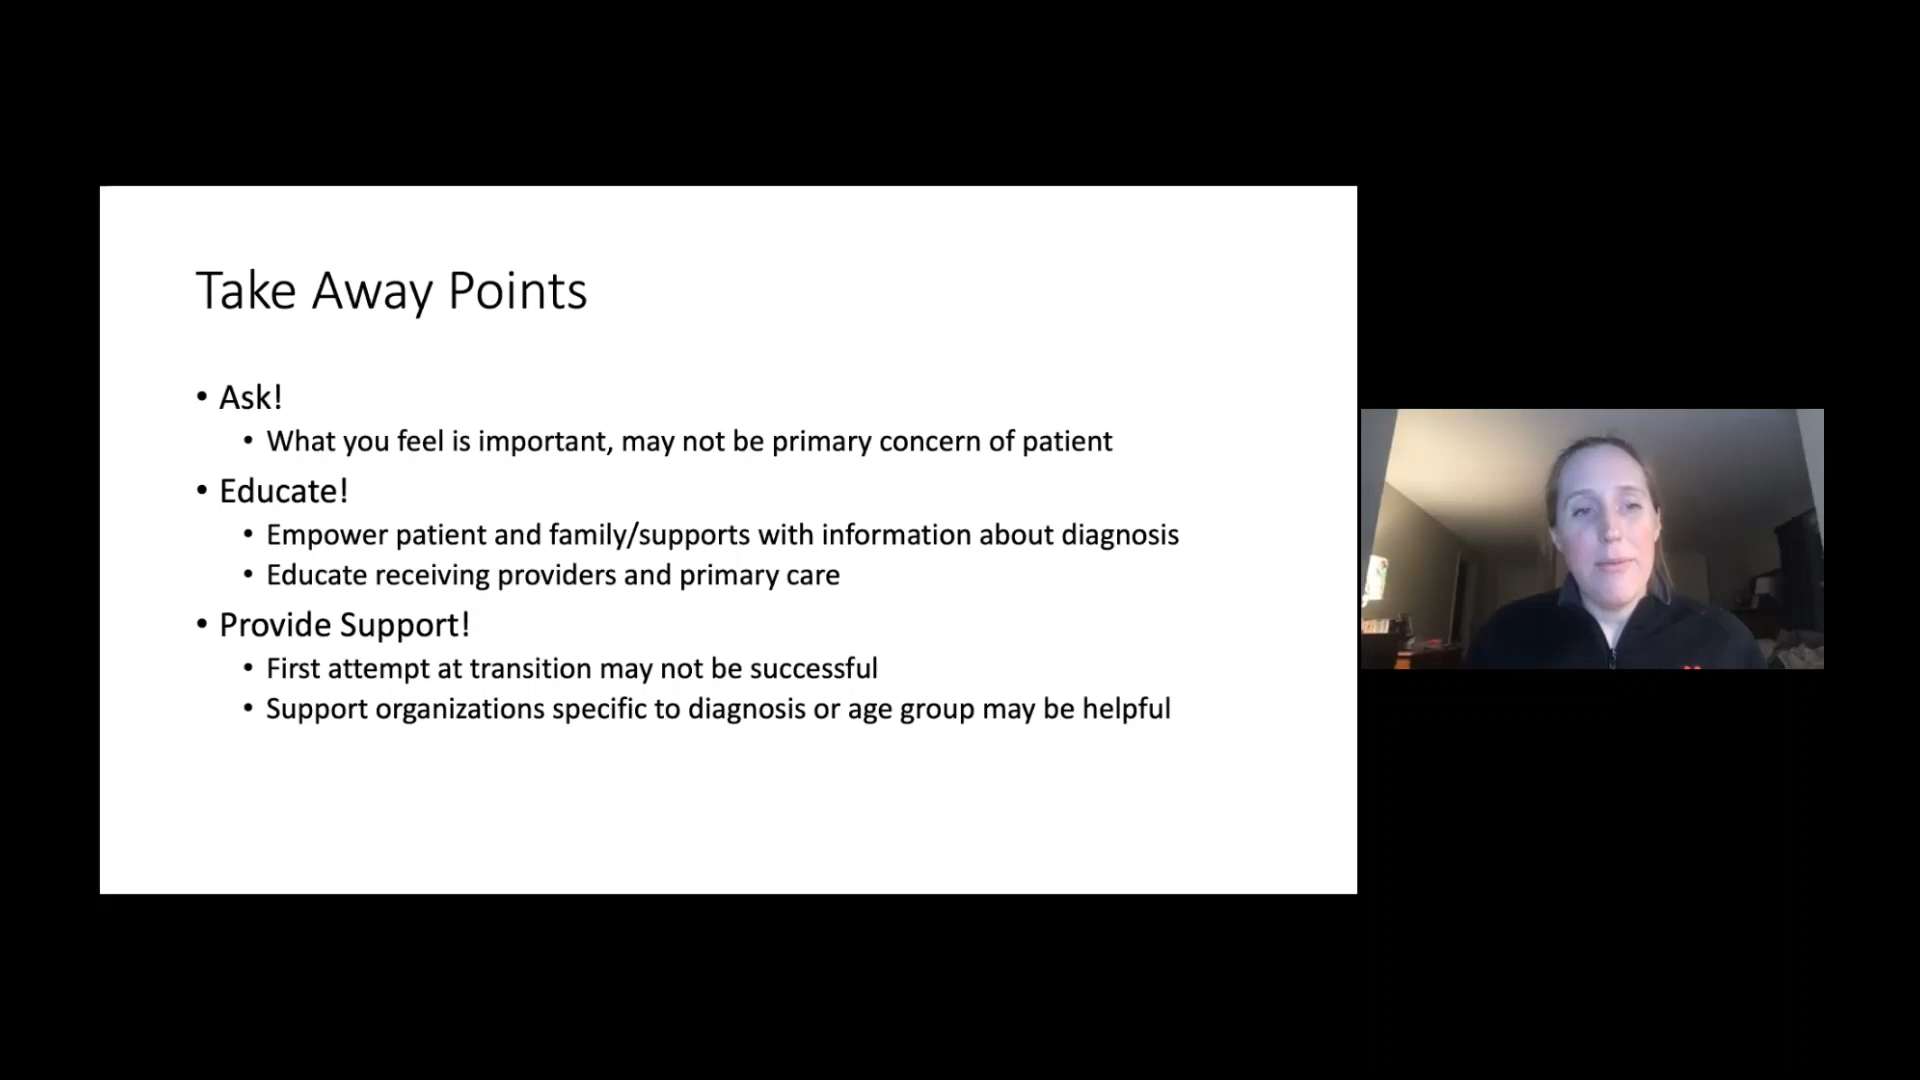 Take Away Points
• Ask!
• What you feel is important, may not be primary concern of patient
• Educate!
• Empower patient and family/supports with information about diagnosis
• Educate receiving providers and primary care
• Provide Support!
• First attempt at transition may not be successful
• Support organizations specific to diagnosis or age group may be helpful